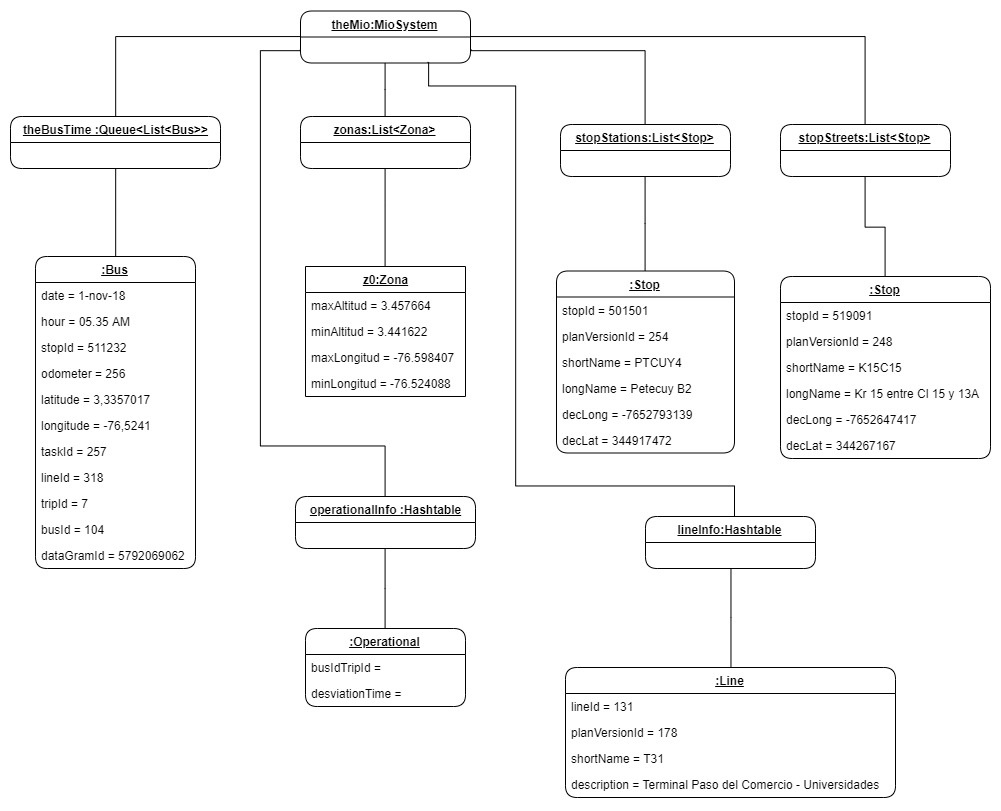 theMio:MioSystem
theBusTime :Queue<List<Bus>>
zonas:List<Zona>
stopStations:List<Stop>
stopStreets:List<Stop>
:Bus
date = 1-nov-18
hour = 05.35 AM
stopId = 511232
odometer = 256
latitude = 3,3357017
longitude = -76,5241
taskId = 257
lineId = 318
tripId = 7
busId = 104
dataGramId = 5792069062
z0:Zona
maxAltitud = 3.457664
minAltitud = 3.441622
maxLongitud = -76.598407
minLongitud = -76.524088
:Stop
stopId = 501501
planVersionId = 254
shortName = PTCUY4
longName = Petecuy B2
decLong = -7652793139
decLat = 344917472
:Stop
stopId = 519091
planVersionId = 248
shortName = K15C15
longName = Kr 15 entre Cl 15 y 13A
decLong = -7652647417
decLat = 344267167
operationalInfo :Hashtable
lineInfo:Hashtable
:Operational
busIdTripId =
desviationTime =
:Line
lineId = 131
planVersionId = 178
shortName = T31
description = Terminal Paso del Comercio - Universidades